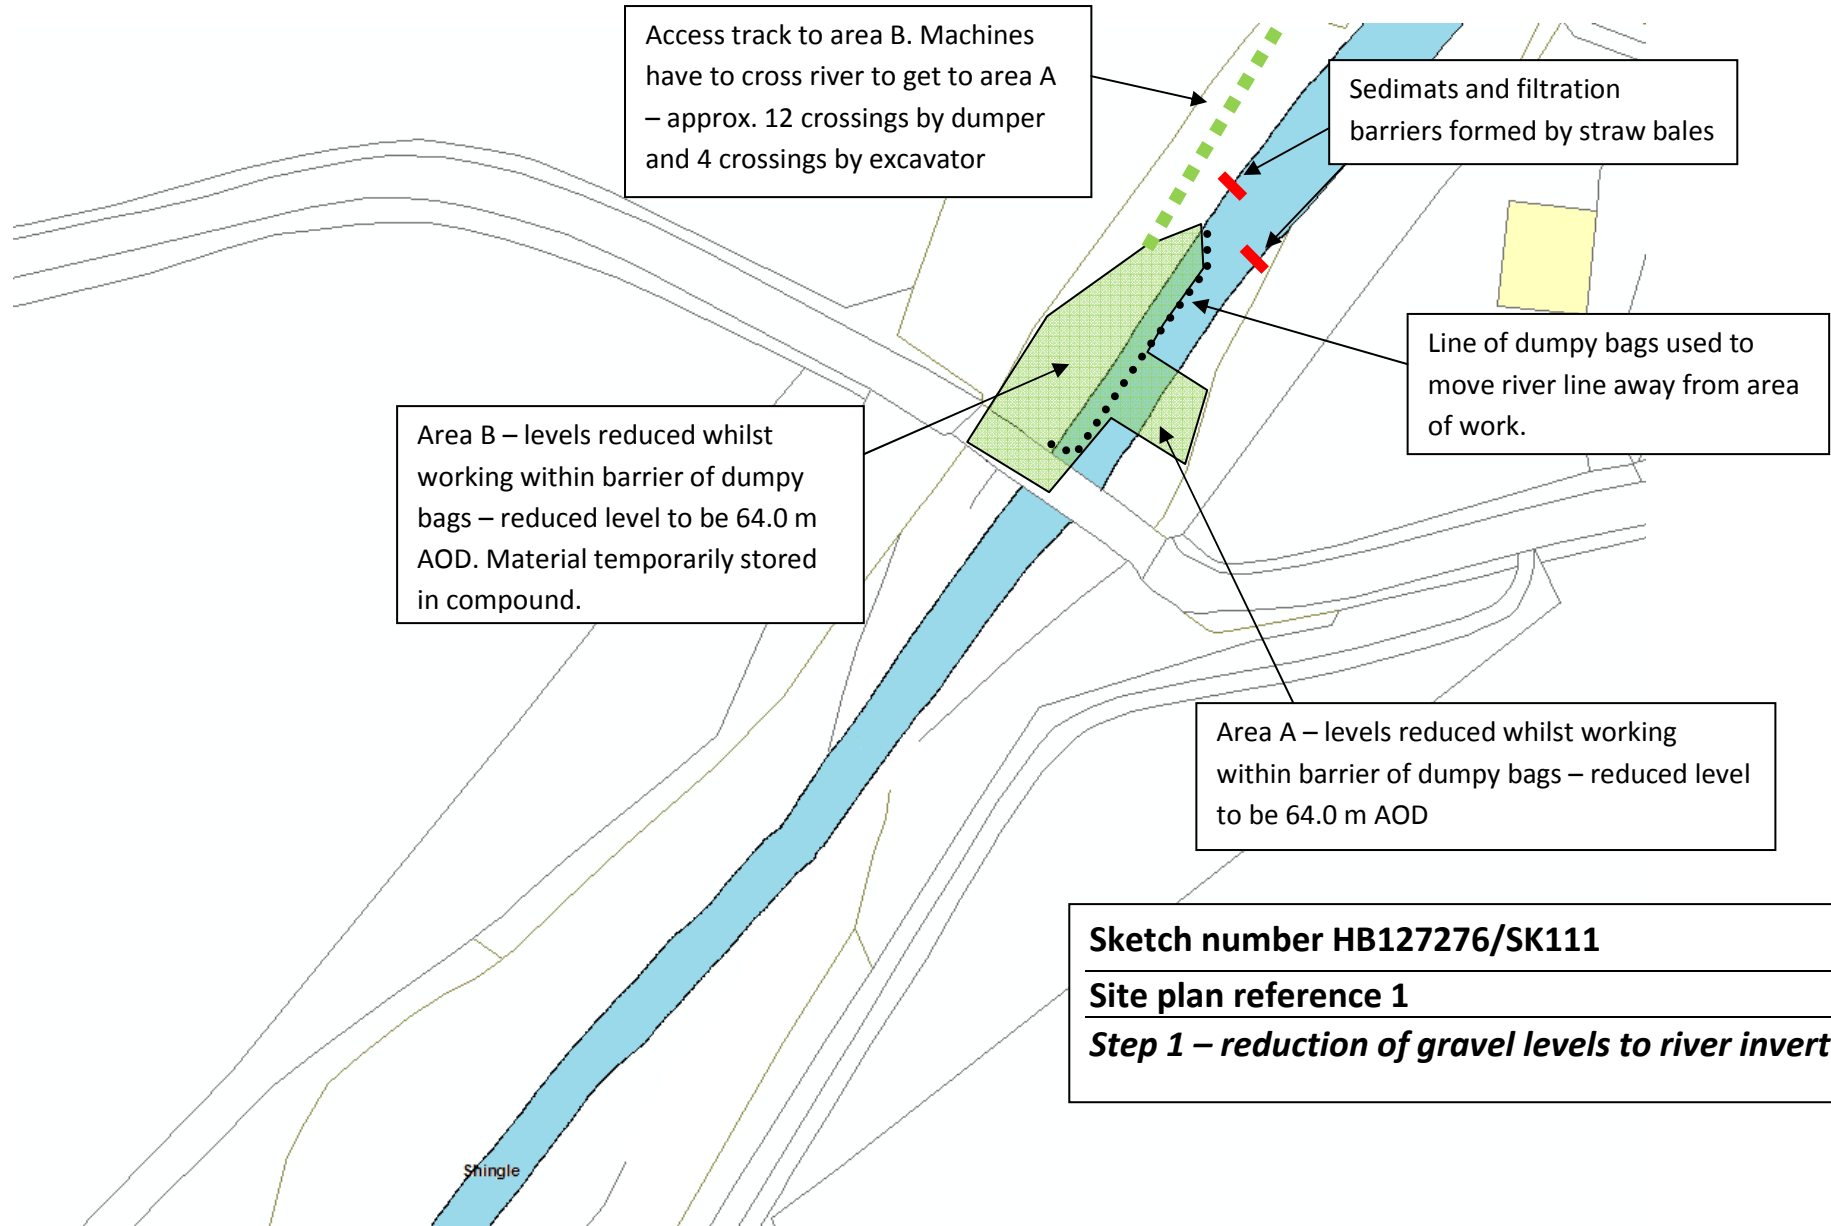 Access track to area B. Machines
have to cross river to get to area A
– approx. 12 crossings by dumper
and 4 crossings by excavator
Sedimats and filtration
barriers formed by straw bales
Line of dumpy bags used to
move river line away from area
of work.
Area B – levels reduced whilst
working within barrier of dumpy
bags – reduced level to be 64.0 m
AOD. Material temporarily stored
in compound.
Area A – levels reduced whilst working
within barrier of dumpy bags – reduced level
to be 64.0 m AOD
Sketch number HB127276/SK111
Site plan reference 1
Step 1 – reduction of gravel levels to river invert
Shingle